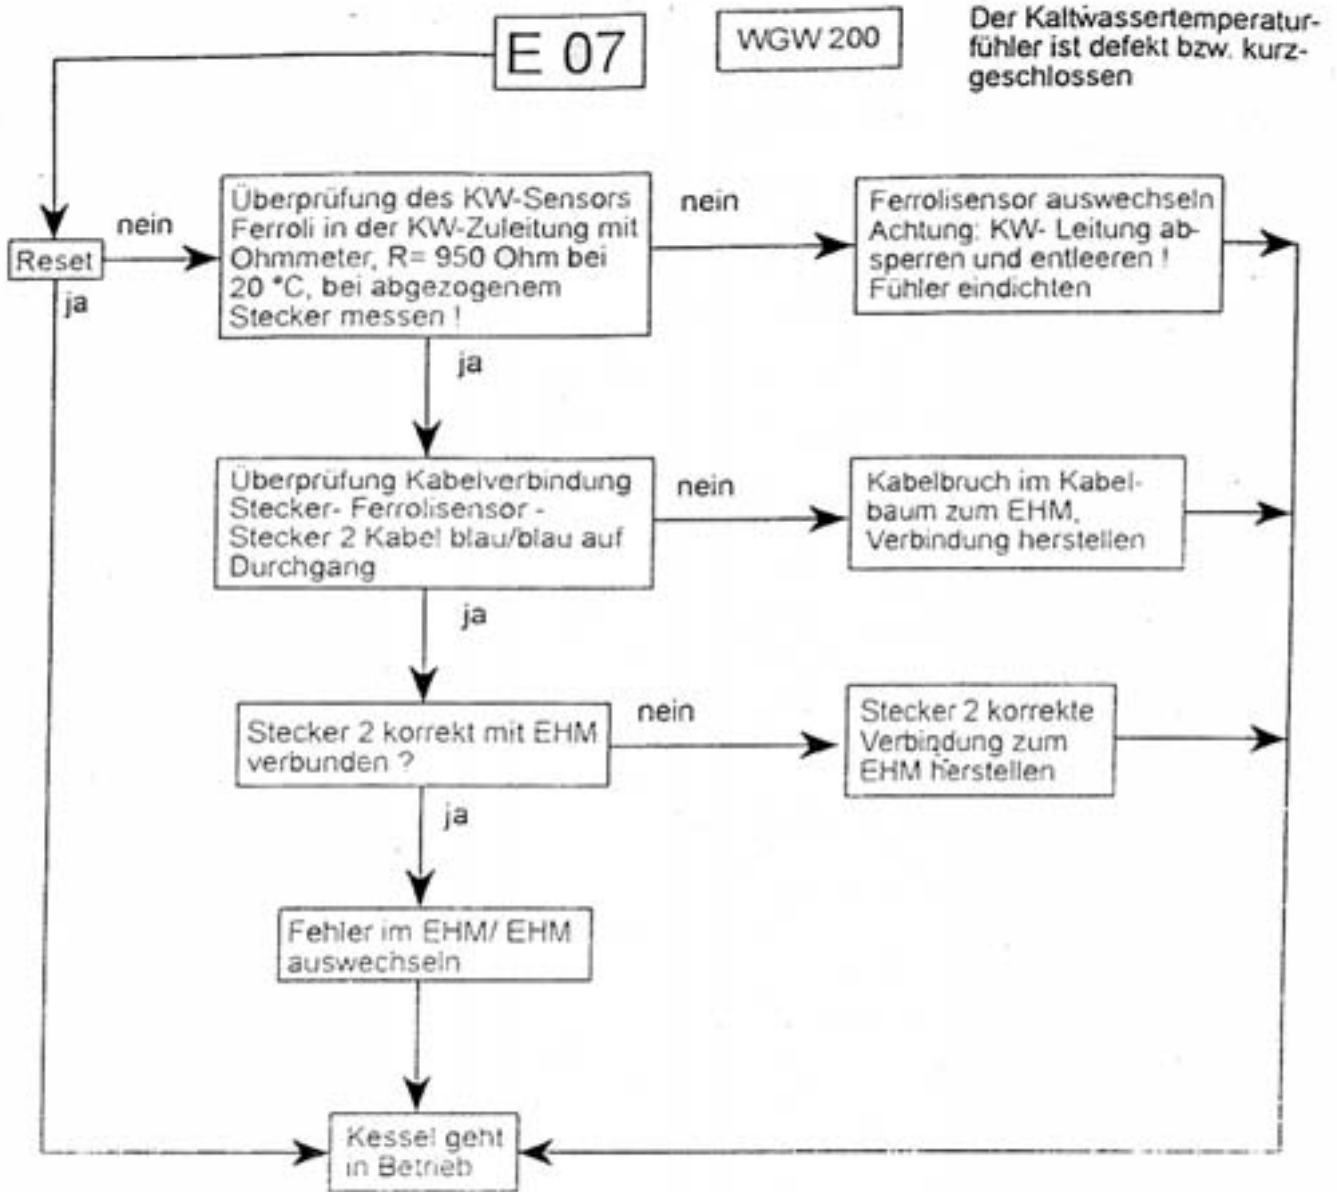 E 07
WGW 200
Der Kaltwassertemperatur-
fühler ist defekt bzw. kurz-
geschlossen
Reset
nein
ja
Überprüfung des KW-Sensors
Ferroli in der KW-Zuleitung mit
Ohmmeter, R= 950 Ohm bei
20 °C, bei abgezogenem
Stecker messen !
nein
Ferrolisensor auswechseln
Achtung: KW- Leitung ab-
sperren und entleeren !
Fühler eindichten
ja
Überprüfung Kabelverbindung
Stecker- Ferrolisensor -
Stecker 2 Kabel blau/blau auf
Durchgang
nein
Kabelbruch im Kabel-
baum zum EHM,
Verbindung herstellen
ja
Stecker 2 korrekt mit EHM
verbunden ?
nein
Stecker 2 korrekte
Verbindung zum
EHM herstellen
ja
Fehler im EHM/ EHM
auswechseln
Kessel geht
in Betrieb